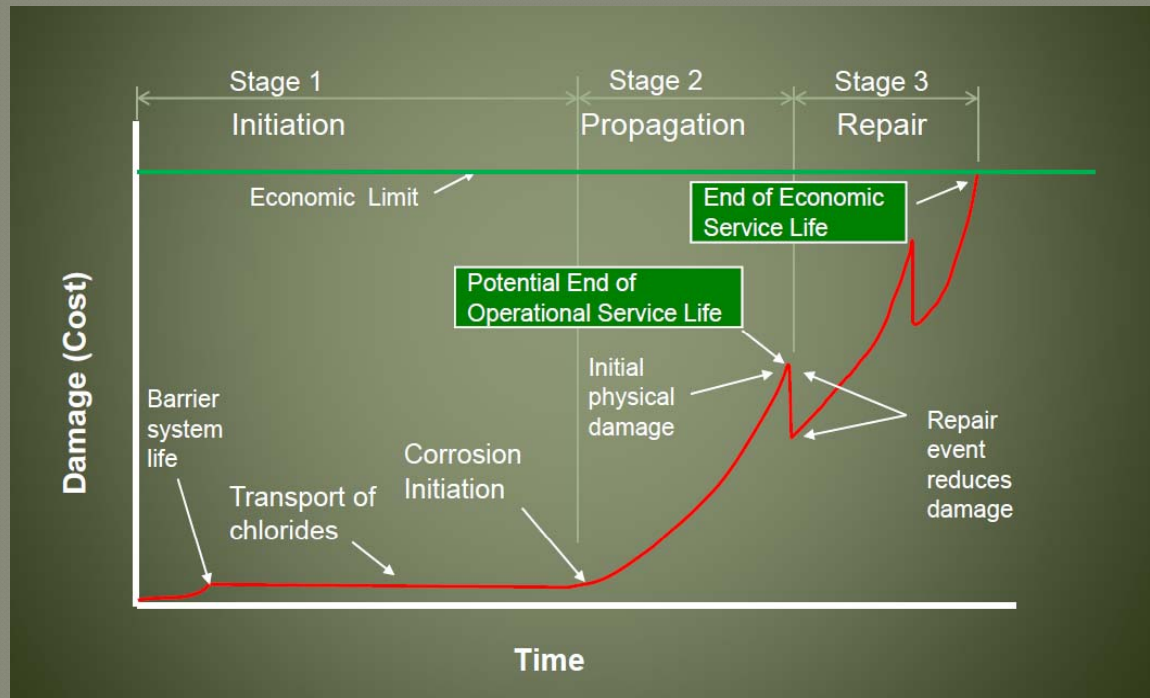 Stage 1
Stage 2
Stage 3
Initiation
Propagation
Repair
Economic Limit
End of Economic
Service Life
Potential End of
Operational Service Life
Initial
physical
damage
Barrier
system
life
Repair
event
reduces
damage
Corrosion
Initiation
Transport of
chlorides
Damage (Cost)
Time